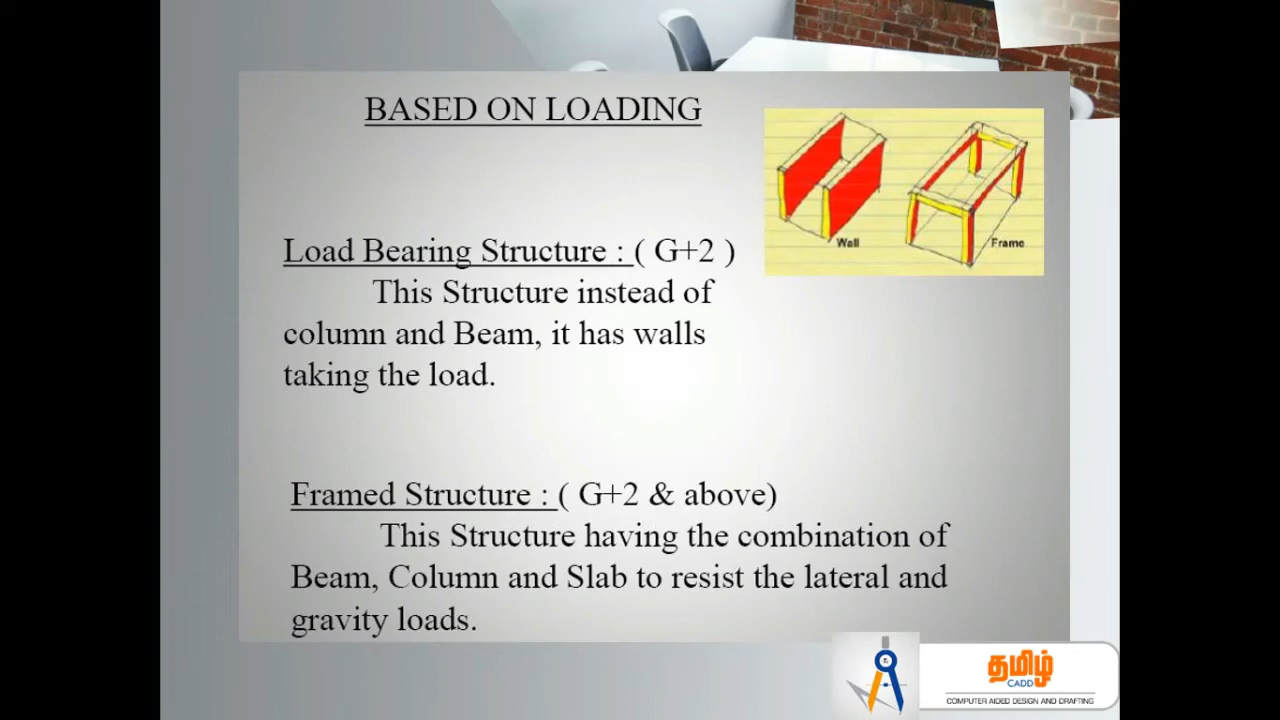 BASED ON LOADING
Wall
Frame
Load Bearing Structure : ( G+2 )
This Structure instead of
column and Beam, it has walls
taking the load.
Framed Structure : ( G+2 & above)
This Structure having the combination of
Beam, Column and Slab to resist the lateral and
gravity loads.
தமிழ்
CADD
COMPUTER AIDED DESIGN AND DRAFTING